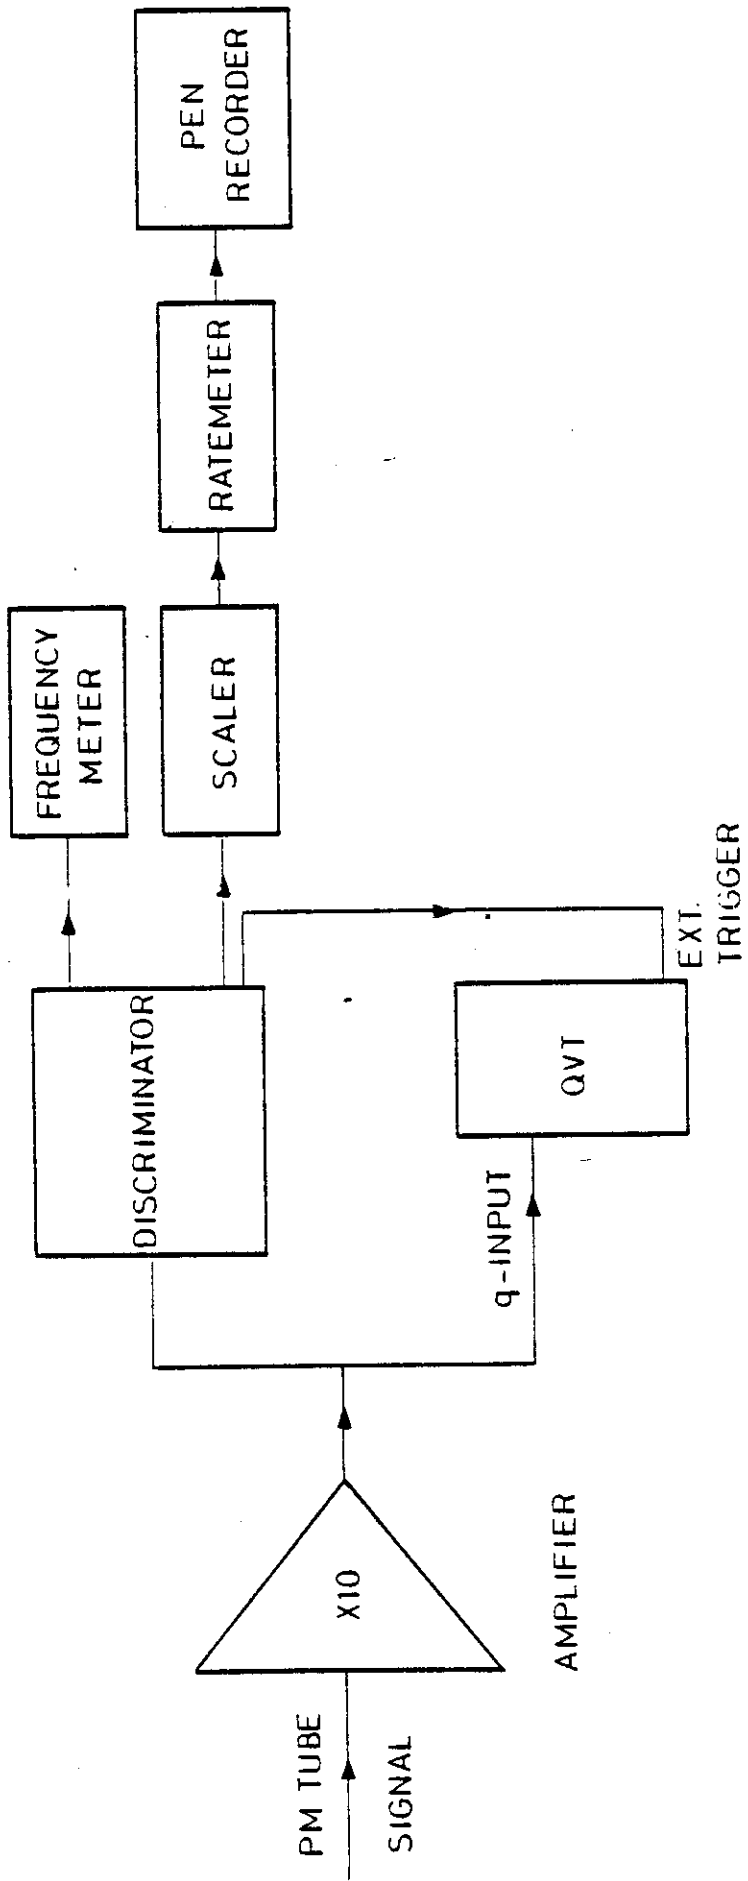 PM TUBE
SIGNAL
X10
AMPLIFIER
DISCRIMINATOR
q-INPUT
QVT
EXT.
TRIGGER
FREQUENCY
METER
SCALER
RATEMETER
PEN
RECORDER